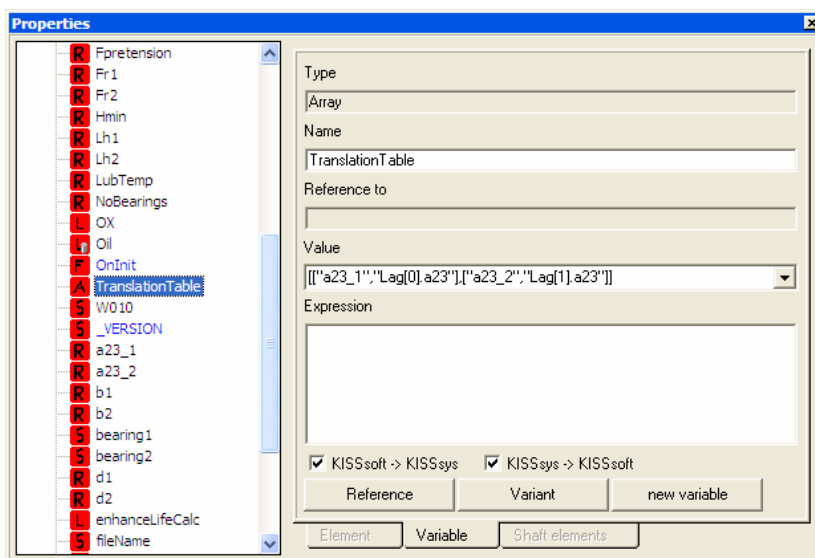 Properties
R Fpretension
R Fr1
R Fr2
R Hmin
R Lh1
R Lh2
R LubTemp
R NoBearings
L OX
L Oil
F OnInit
A TranslationTable
S W010
S _VERSION
R a23_1
R a23_2
R b1
R b2
S bearing1
S bearing2
R d1
R d2
L enhanceLifeCalc
S fileName
Type
Array
Name
TranslationTable
Reference to
Value
[["a23_1","Lag[0].a23"],["a23_2","Lag[1].a23"]]
Expression
KISSsoft -> KISSsys KISSsys -> KISSsoft
Reference Variant new variable
Element Variable Shaft elements